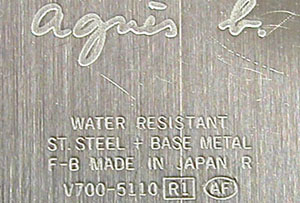 agnès b.
WATER RESISTANT
ST. STEEL + BASE METAL
F-B MADE IN JAPAN R
V700-5110 R1 AF